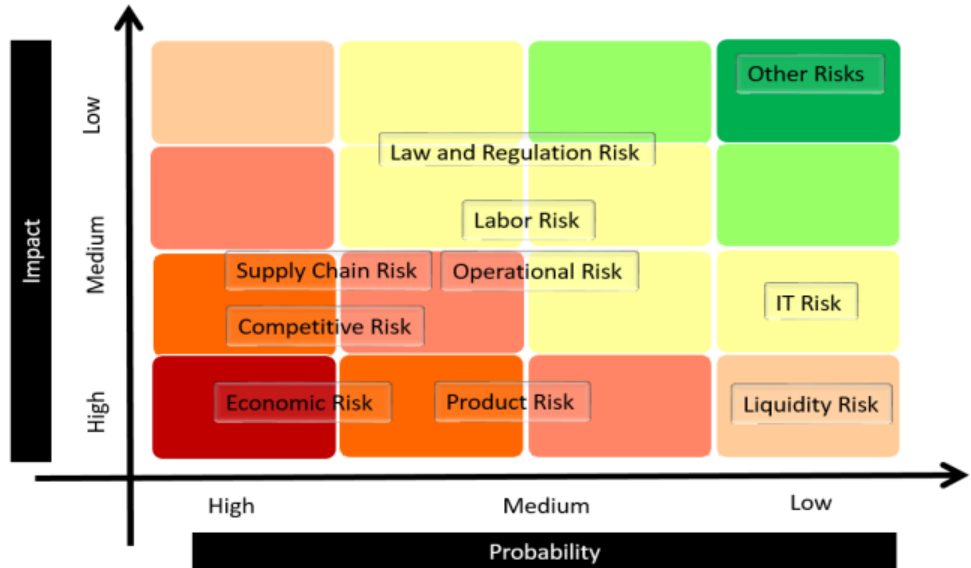 Other Risks
Low
Law and Regulation Risk
Labor Risk
Impact
Medium
Supply Chain Risk
Operational Risk
IT Risk
Competitive Risk
High
Economic Risk
Product Risk
Liquidity Risk
High
Medium
Low
Probability